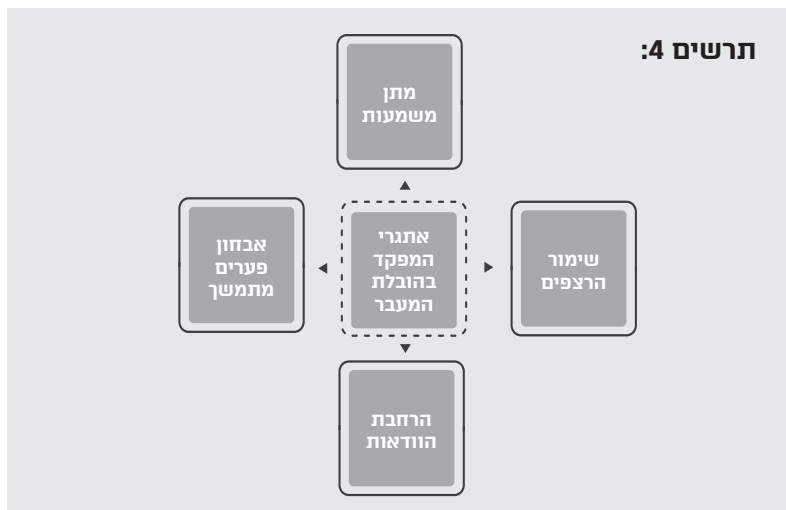 תרשים 4:
מתן
משמעות
שימור
הרצפים
אתגרי
המפקד
בהובלת
המעבר
אבחון
פערים
מתמשך
הרחבת
הוודאות